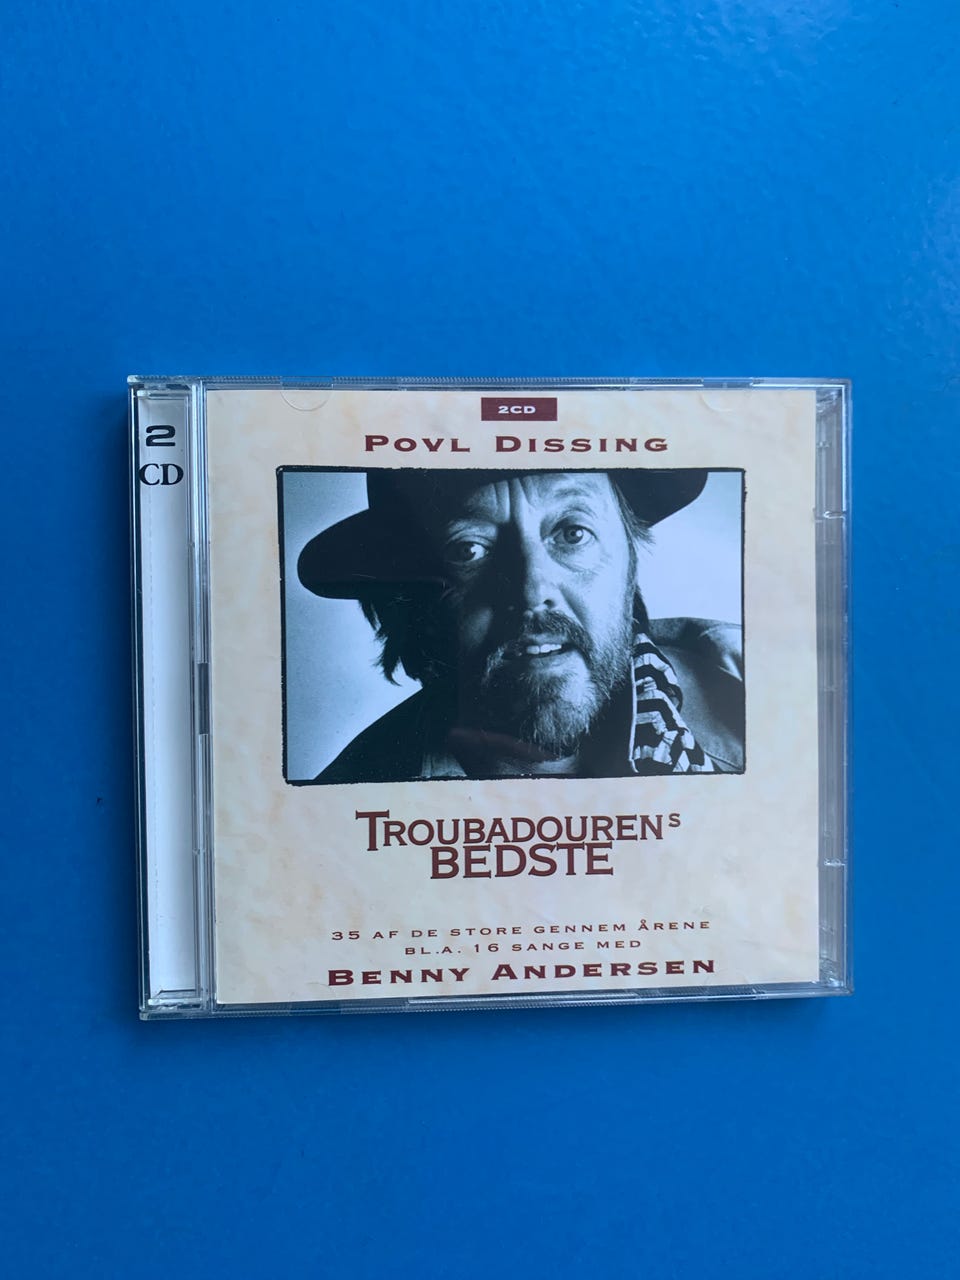 2
CD
2CD
POVL DISSING
TROUBADOURENS
BEDSTE
35 AF DE STORE GENNEM ÅRENE
BL.A. 16 SANGE MED
BENNY ANDERSEN